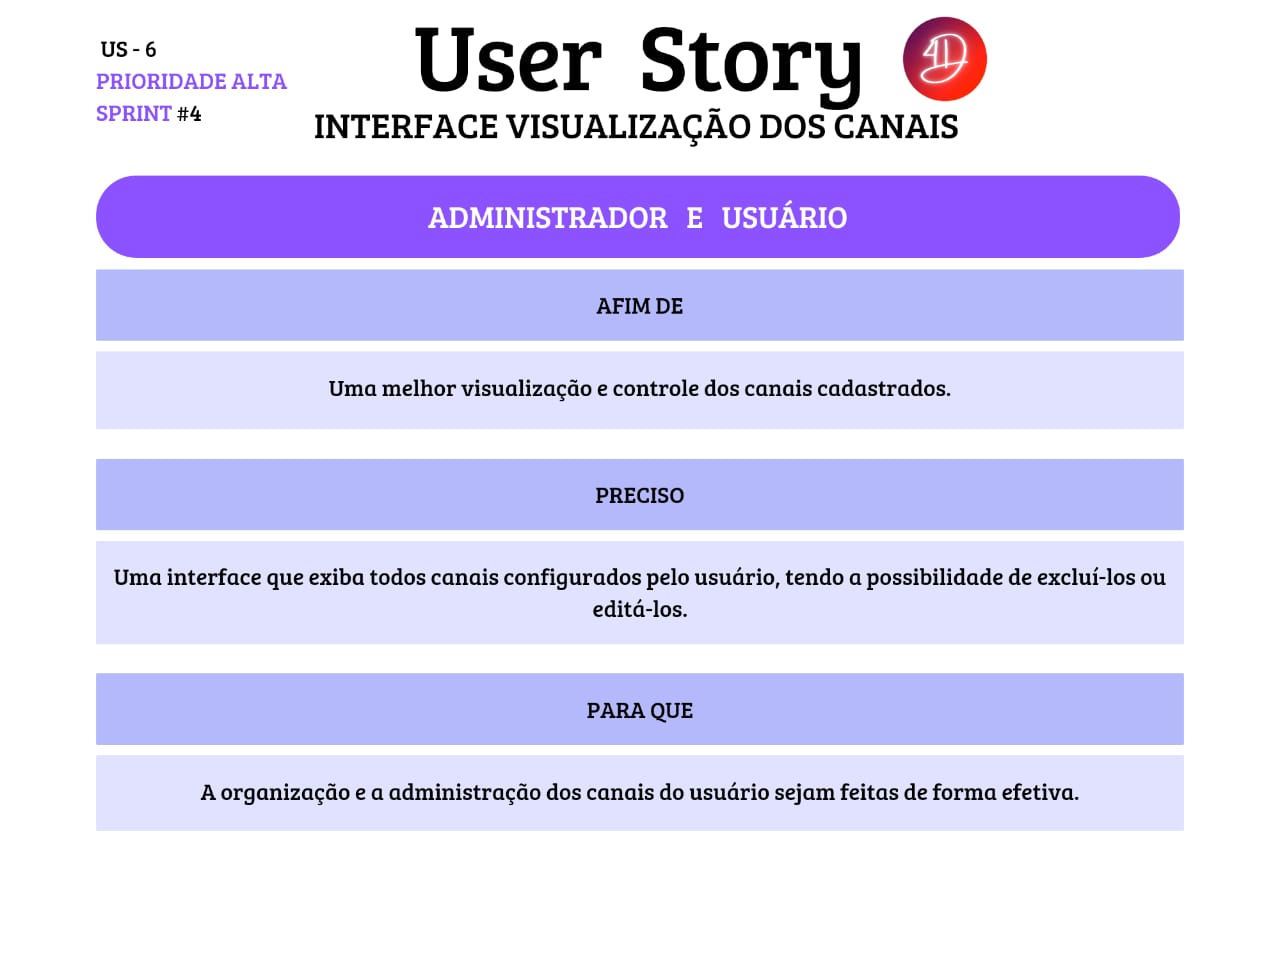 US - 6
PRIORIDADE ALTA
SPRINT #4
User Story
4D
INTERFACE VISUALIZAÇÃO DOS CANAIS
ADMINISTRADOR E USUÁRIO
AFIM DE
Uma melhor visualização e controle dos canais cadastrados.
PRECISO
Uma interface que exiba todos canais configurados pelo usuário, tendo a possibilidade de excluí-los ou
editá-los.
PARA QUE
A organização e a administração dos canais do usuário sejam feitas de forma efetiva.